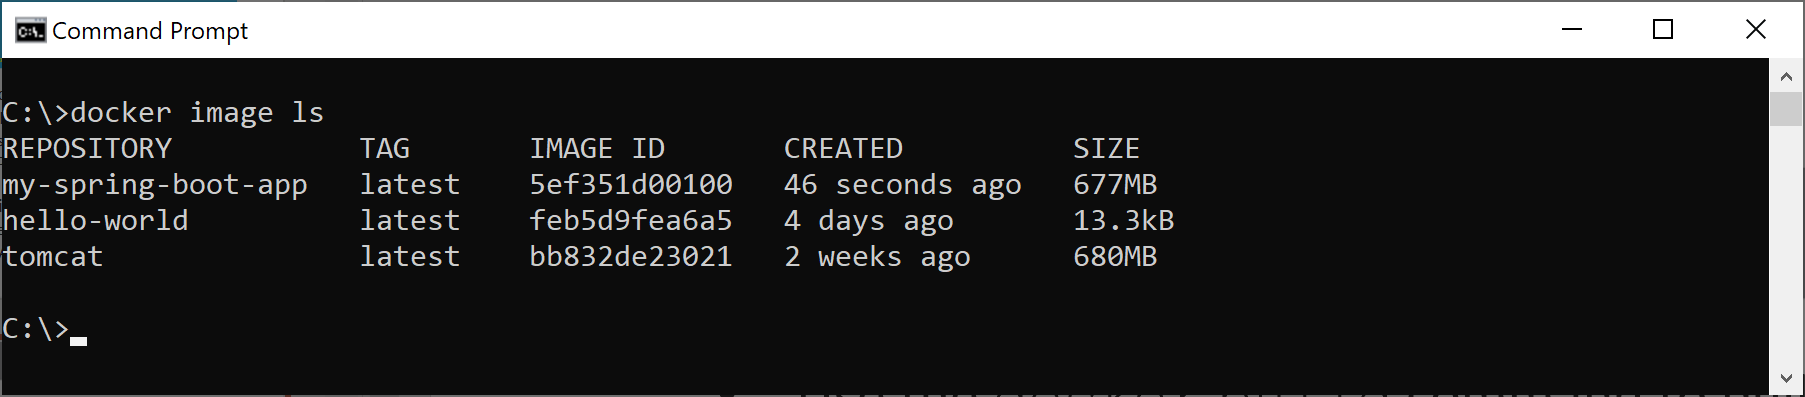 Command Prompt
C:\>docker image ls
REPOSITORY           TAG       IMAGE ID       CREATED          SIZE
my-spring-boot-app   latest    5ef351d00100   46 seconds ago   677MB
hello-world          latest    feb5d9fea6a5   4 days ago       13.3kB
tomcat               latest    bb832de23021   2 weeks ago      680MB
C:\>